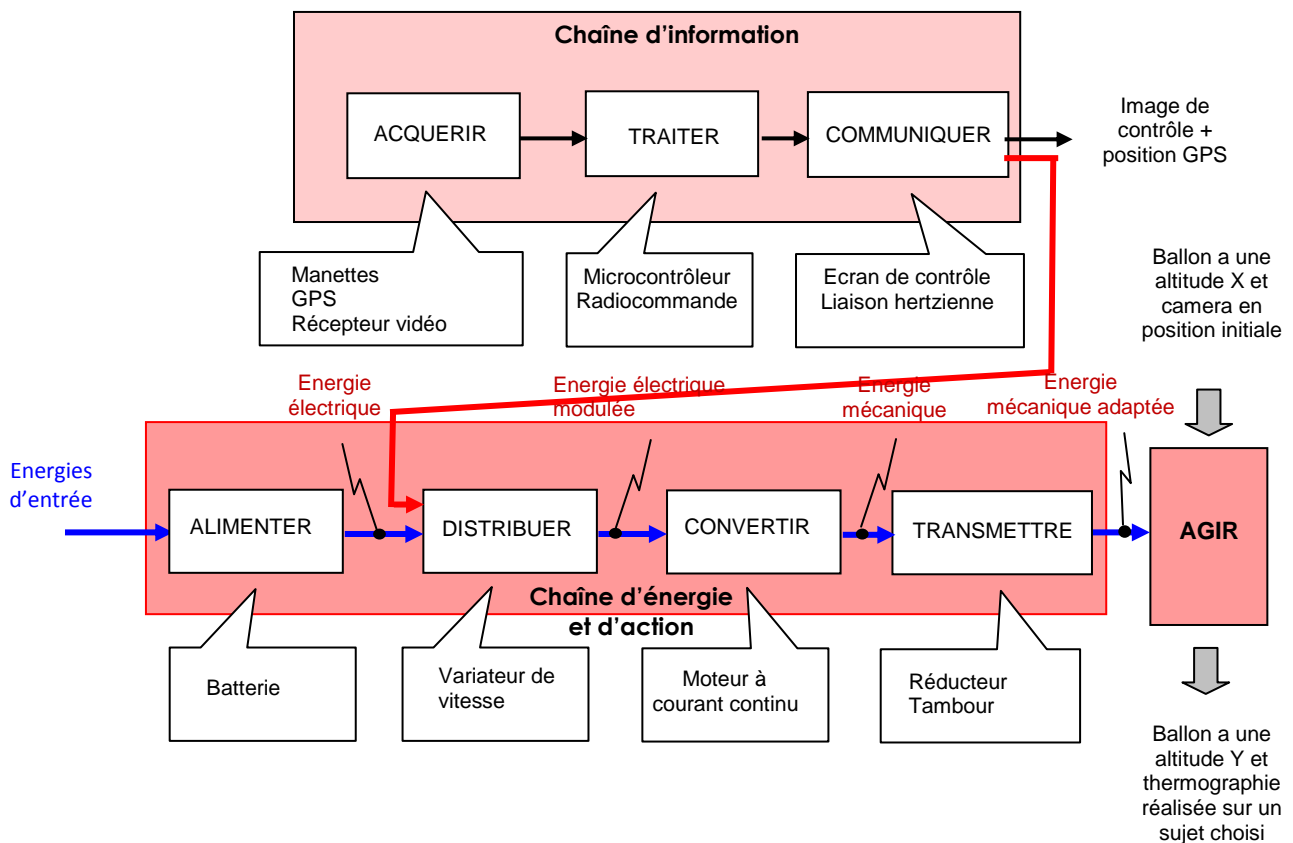 Chaîne d'information
ACQUERIR
TRAITER
COMMUNIQUER
Image de
contrôle +
position GPS
Manettes
GPS
Récepteur vidéo
Microcontrôleur
Radiocommande
Ecran de contrôle
Liaison hertzienne
Ballon a une
altitude X et
camera en
position initiale
Energie
électrique
Energie électrique
modulée
Energie
mécanique
Energie
mécanique adaptée
Energies
d'entrée
ALIMENTER
DISTRIBUER
CONVERTIR
TRANSMETTRE
AGIR
Chaîne d'énergie
et d'action
Batterie
Variateur de
vitesse
Moteur à
courant continu
Réducteur
Tambour
Ballon a une
altitude Y et
thermographie
réalisée sur un
sujet choisi